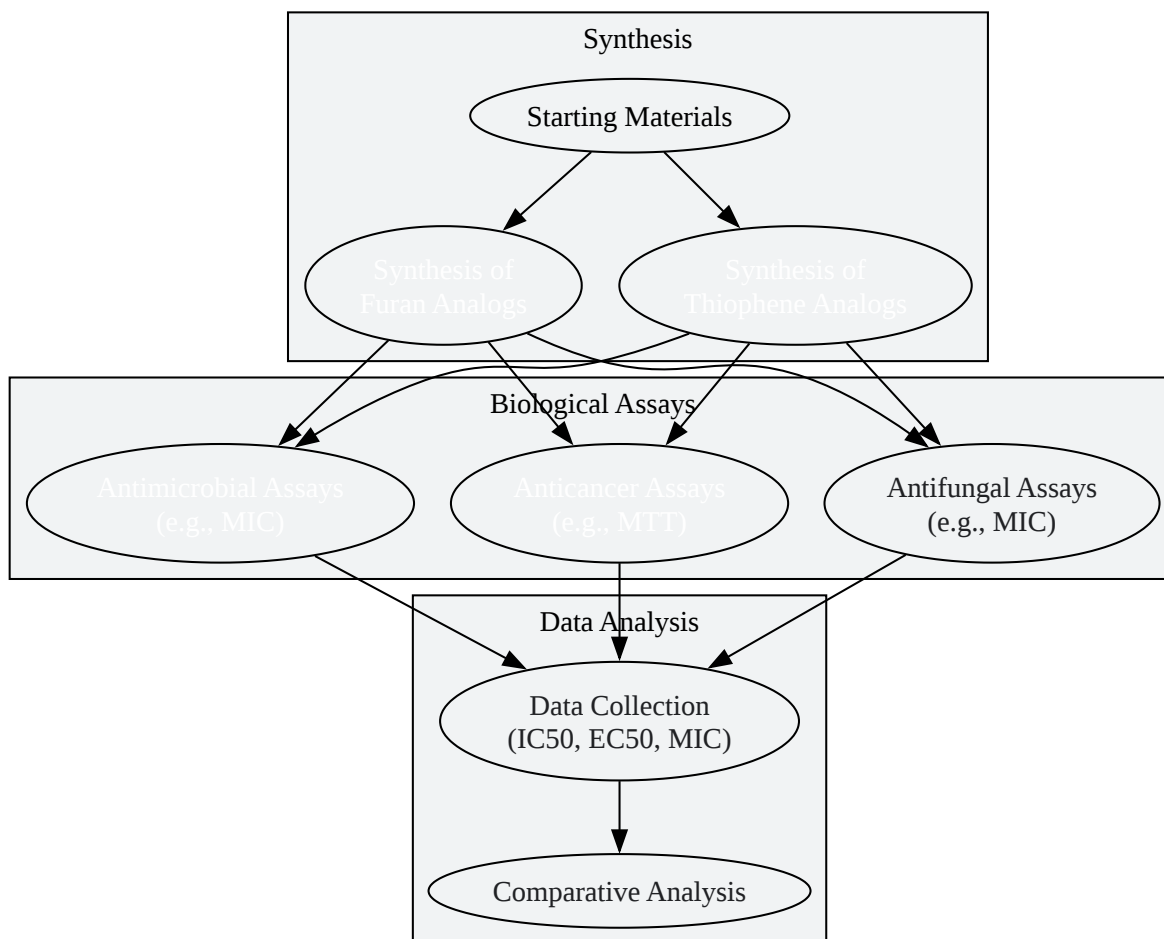 Synthesis
Starting Materials
Synthesis of
Furan Analogs
Synthesis of
Thiophene Analogs
Biological Assays
Antimicrobial Assays
(e.g., MIC)
Anticancer Assays
(e.g., MTT)
Antifungal Assays
(e.g., MIC)
Data Analysis
Data Collection
(IC50, EC50, MIC)
Comparative Analysis